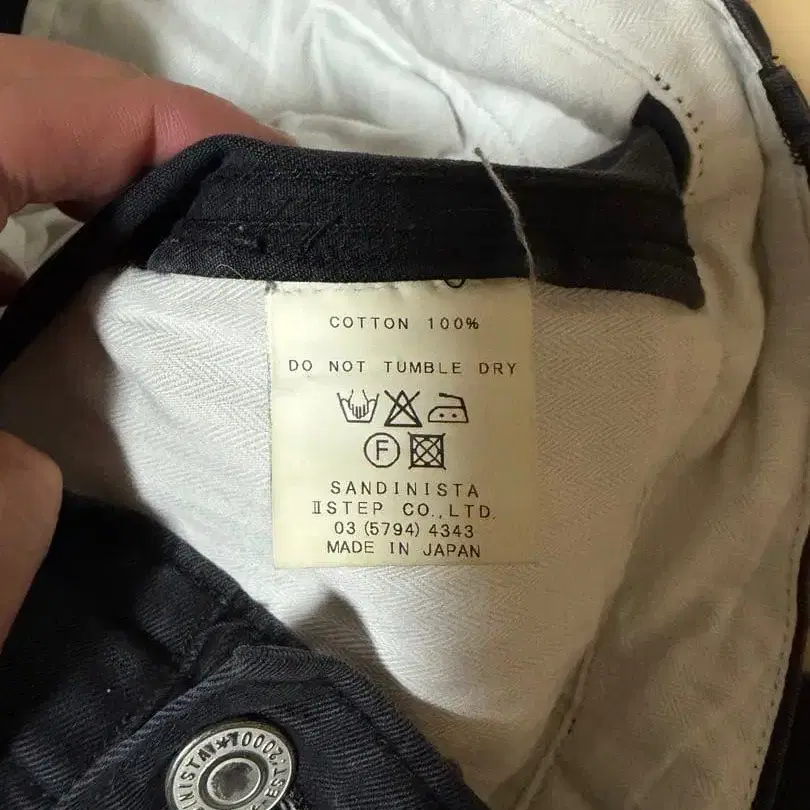 COTTON 100%
DO NOT TUMBLE DRY
F
SANDINISTA
ⅡSTEP CO.,LTD.
03 (5794) 4343
MADE IN JAPAN